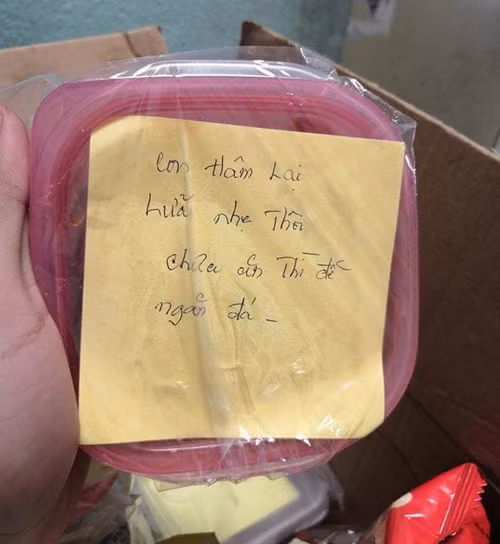 Con Hâm Lại
Lửa nhẹ Thôi
chưa ăn Thì để
ngăn đá -